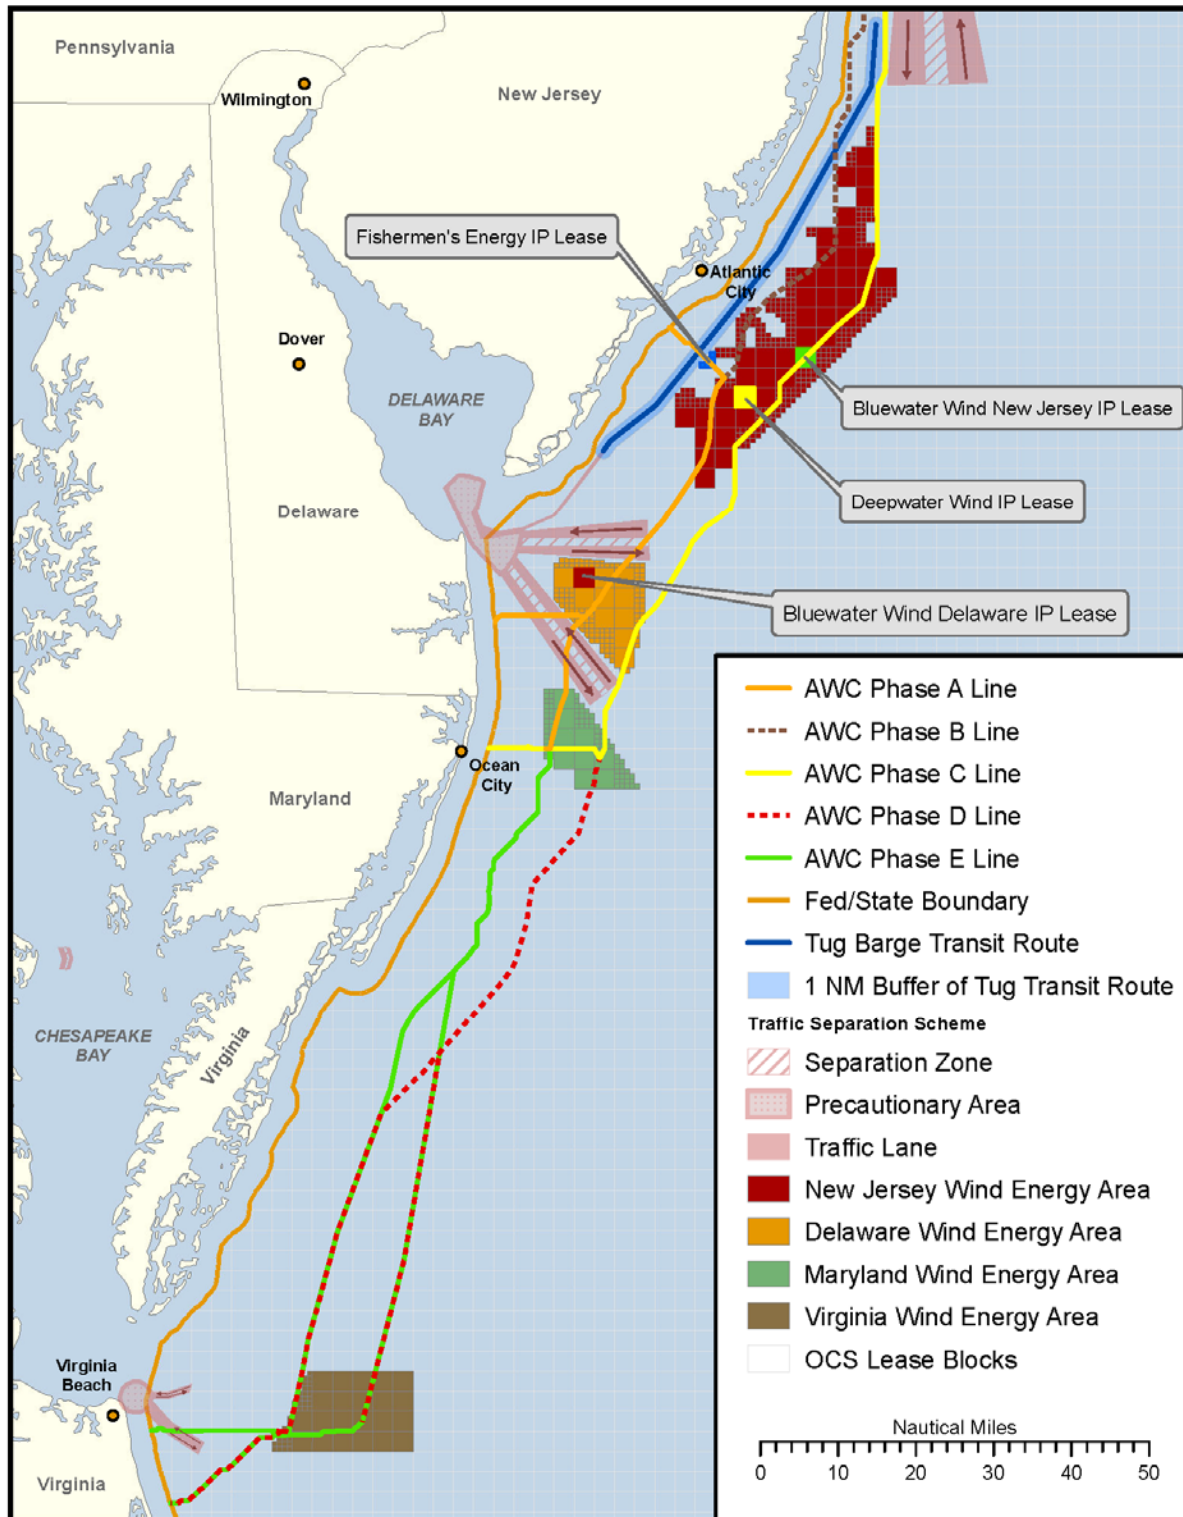 Pennsylvania
Wilmington
New Jersey
Fishermen's Energy IP Lease
Atlantic
City
Dover
DELAWARE
BAY
Bluewater Wind New Jersey IP Lease
Deepwater Wind IP Lease
Delaware
Bluewater Wind Delaware IP Lease
Ocean
City
Maryland
CHESAPEAKE
BAY
Virginia
Virginia
Beach
Virginia
AWC Phase A Line
AWC Phase B Line
AWC Phase C Line
AWC Phase D Line
AWC Phase E Line
Fed/State Boundary
Tug Barge Transit Route
1 NM Buffer of Tug Transit Route
Traffic Separation Scheme
Separation Zone
Precautionary Area
Traffic Lane
New Jersey Wind Energy Area
Delaware Wind Energy Area
Maryland Wind Energy Area
Virginia Wind Energy Area
OCS Lease Blocks
Nautical Miles
0 10 20 30 40 50